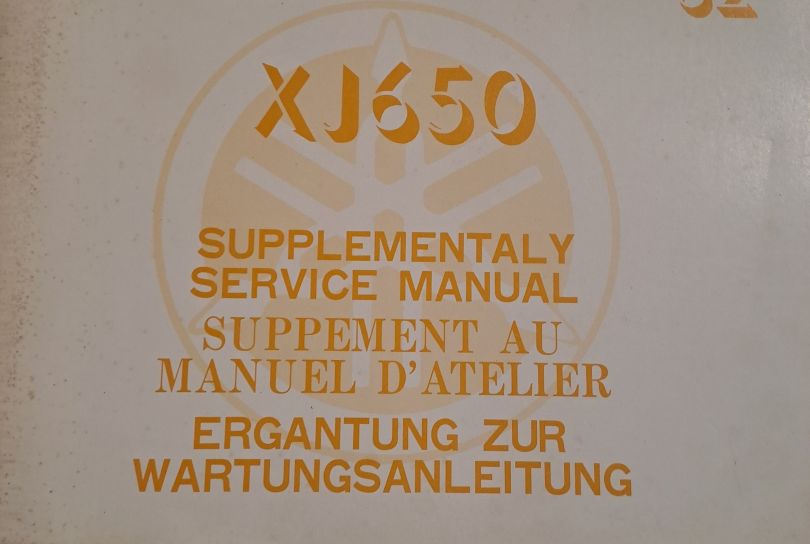 XJ650
SUPPLEMENTALY
SERVICE MANUAL
SUPPEMENT AU
MANUEL D'ATELIER
ERGANTUNG ZUR
WARTUNGSANLEITUNG